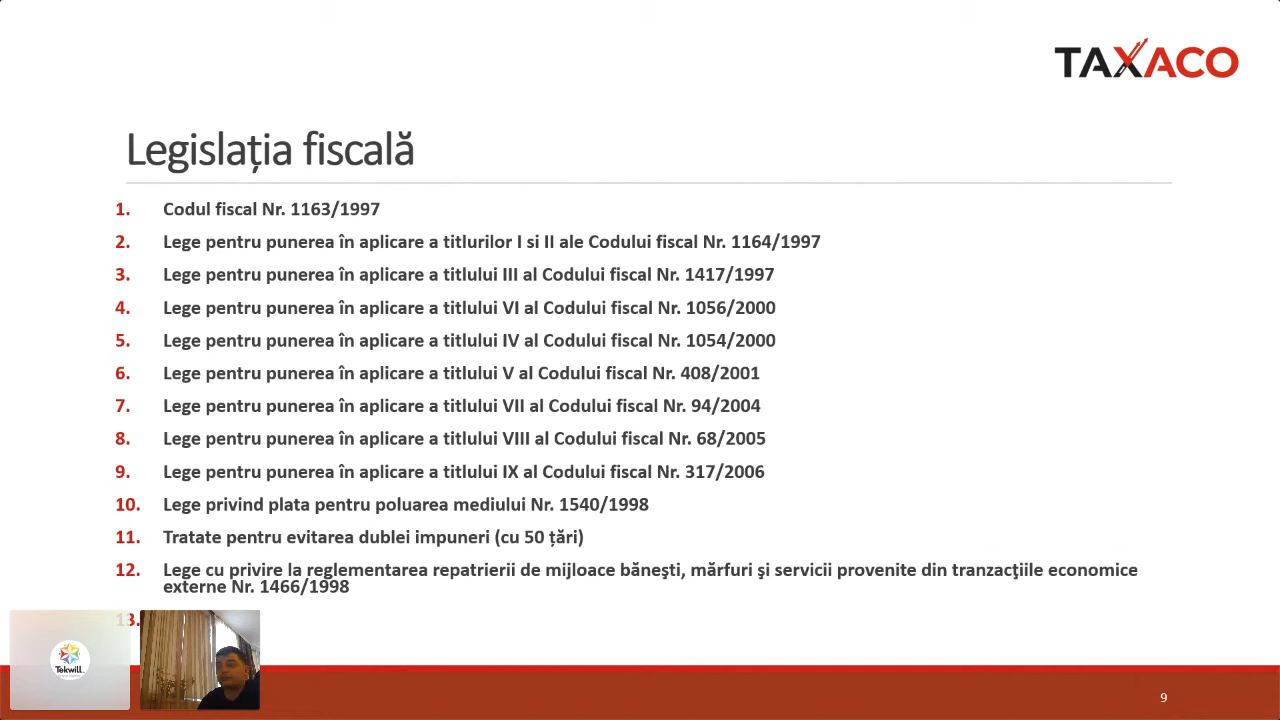 TAXACO
Legislația fiscală
1. Codul fiscal Nr. 1163/1997
2. Lege pentru punerea în aplicare a titlurilor I si II ale Codului fiscal Nr. 1164/1997
3. Lege pentru punerea în aplicare a titlului III al Codului fiscal Nr. 1417/1997
4. Lege pentru punerea în aplicare a titlului VI al Codului fiscal Nr. 1056/2000
5. Lege pentru punerea în aplicare a titlului IV al Codului fiscal Nr. 1054/2000
6. Lege pentru punerea în aplicare a titlului V al Codului fiscal Nr. 408/2001
7. Lege pentru punerea în aplicare a titlului VII al Codului fiscal Nr. 94/2004
8. Lege pentru punerea în aplicare a titlului VIII al Codului fiscal Nr. 68/2005
9. Lege pentru punerea în aplicare a titlului IX al Codului fiscal Nr. 317/2006
10. Lege privind plata pentru poluarea mediului Nr. 1540/1998
11. Tratate pentru evitarea dublei impuneri (cu 50 țări)
12. Lege cu privire la reglementarea repatrierii de mijloace băneşti, mărfuri şi servicii provenite din tranzacţiile economice
externe Nr. 1466/1998
13.
Tekwill
9